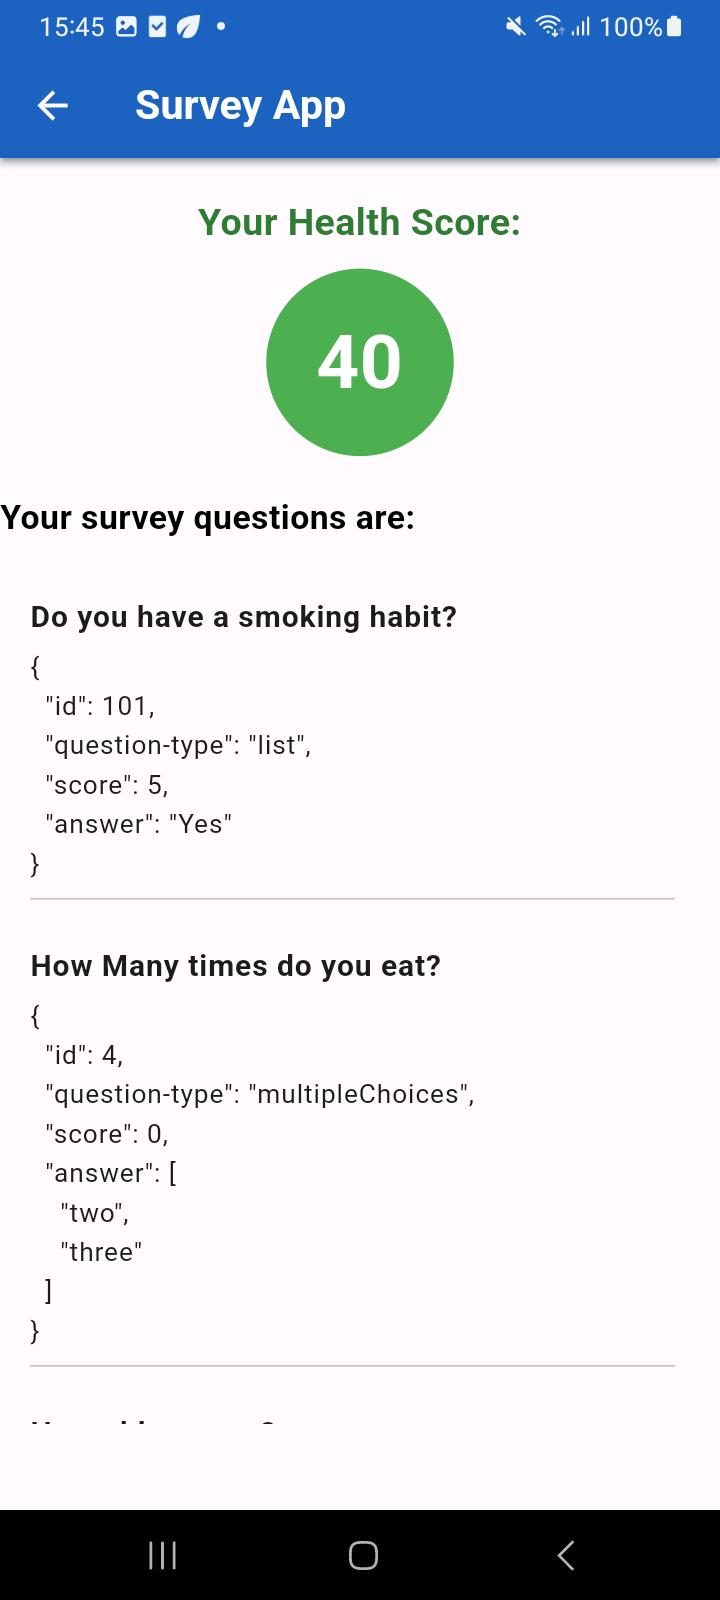 15:45
100%
Survey App
Your Health Score:
40
Your survey questions are:
Do you have a smoking habit?
{
"id": 101,
"question-type": "list",
"score": 5,
"answer": "Yes"
}
How Many times do you eat?
{
"id": 4,
"question-type": "multipleChoices",
"score": 0,
"answer": [
"two",
"three"
]
}